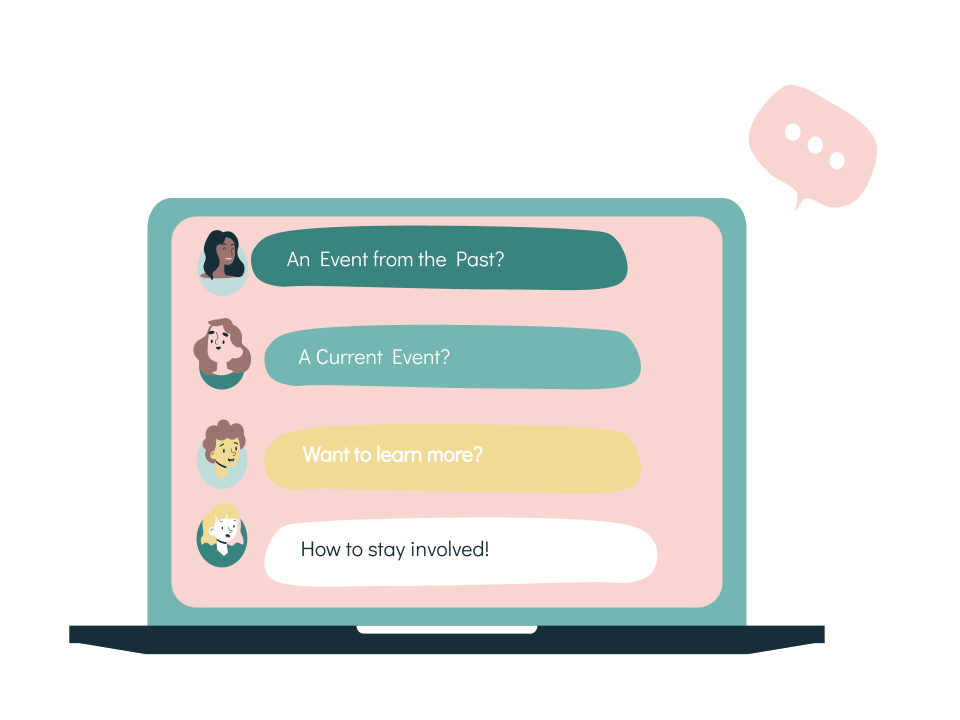 An Event from the Past?
A Current Event?
Want to learn more?
How to stay involved!